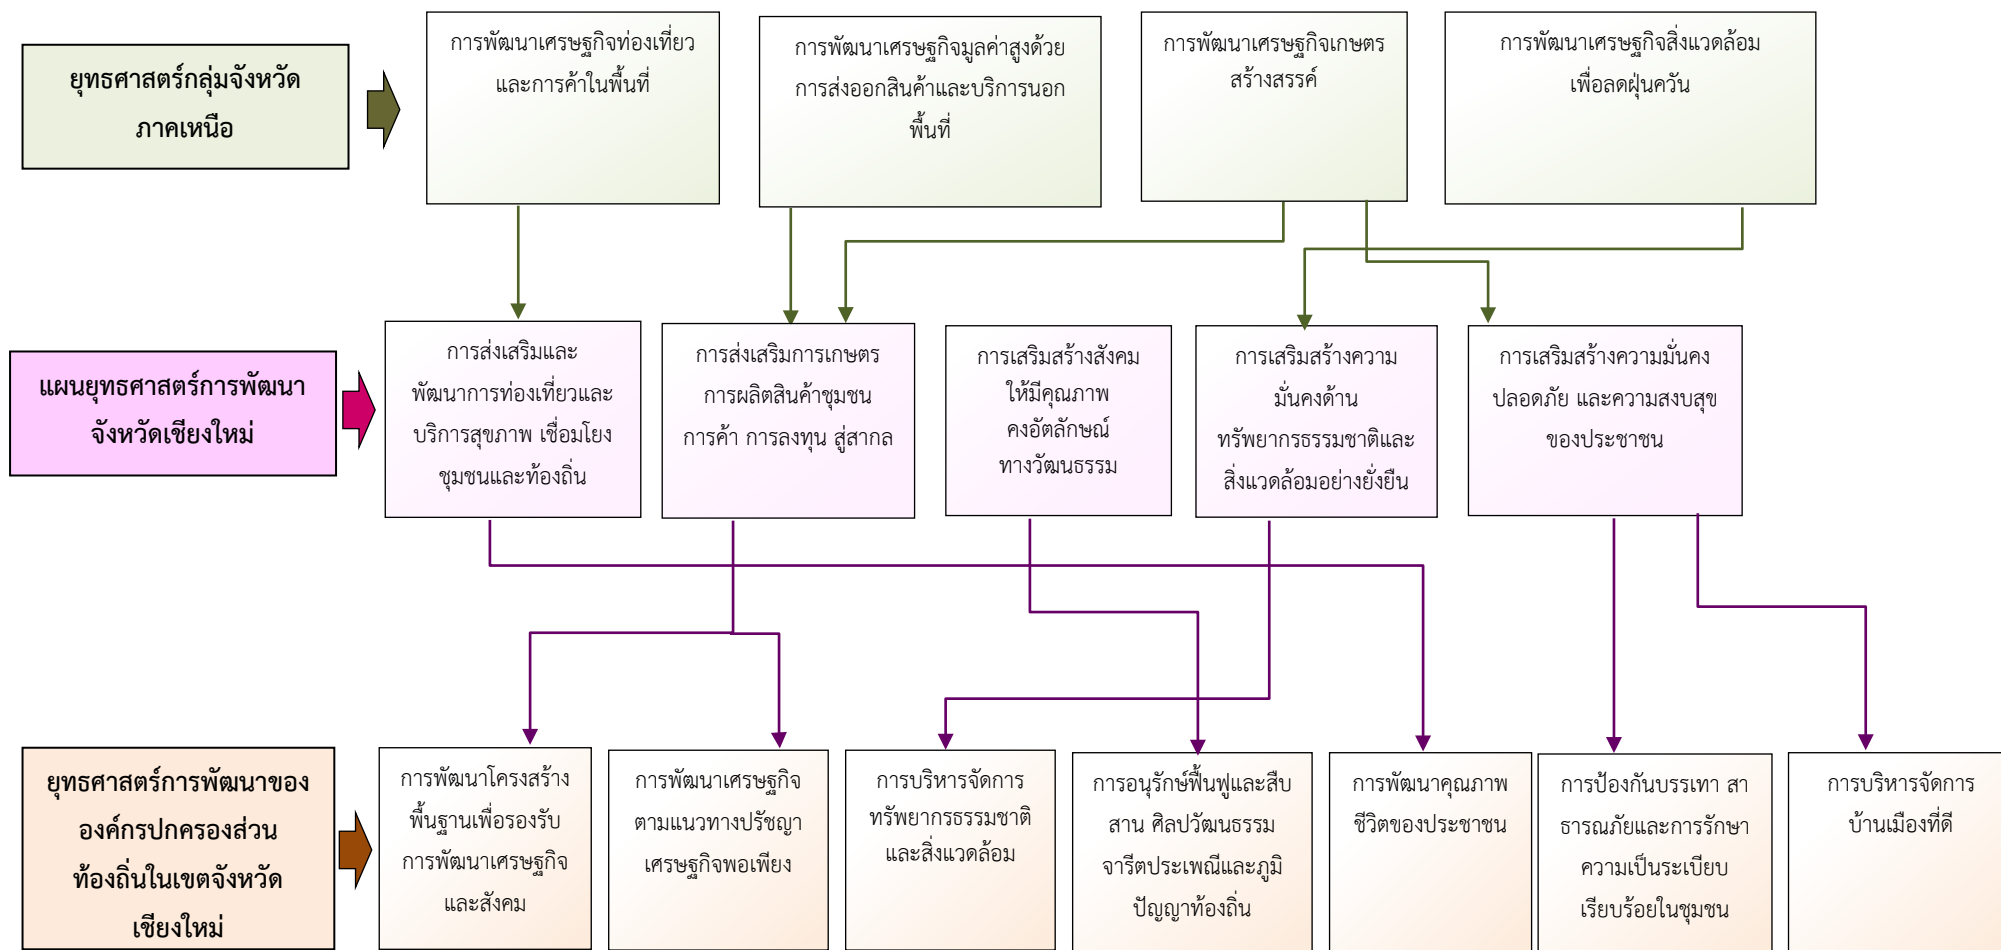 ยุทธศาสตร์กลุ่มจังหวัด
ภาคเหนือ
การพัฒนาเศรษฐกิจท่องเที่ยว
และการค้าในพื้นที่
การพัฒนาเศรษฐกิจมูลค่าสูงด้วย
การส่งออกสินค้าและบริการนอก
พื้นที่
การพัฒนาเศรษฐกิจเกษตร
สร้างสรรค์
การพัฒนาเศรษฐกิจสิ่งแวดล้อม
เพื่อลดฝุ่นควัน
แผนยุทธศาสตร์การพัฒนา
จังหวัดเชียงใหม่
การส่งเสริมและ
พัฒนาการท่องเที่ยวและ
บริการสุขภาพ เชื่อมโยง
ชุมชนและท้องถิ่น
การส่งเสริมการเกษตร
การผลิตสินค้าชุมชน
การค้า การลงทุน สู่สากล
การเสริมสร้างสังคม
ให้มีคุณภาพ
คงอัตลักษณ์
ทางวัฒนธรรม
การเสริมสร้างความ
มั่นคงด้าน
ทรัพยากรธรรมชาติและ
สิ่งแวดล้อมอย่างยั่งยืน
การเสริมสร้างความมั่นคง
ปลอดภัย และความสงบสุข
ของประชาชน
ยุทธศาสตร์การพัฒนาของ
องค์กรปกครองส่วน
ท้องถิ่นในเขตจังหวัด
เชียงใหม่
การพัฒนาโครงสร้าง
พื้นฐานเพื่อรองรับ
การพัฒนาเศรษฐกิจ
และสังคม
การพัฒนาเศรษฐกิจ
ตามแนวทางปรัชญา
เศรษฐกิจพอเพียง
การบริหารจัดการ
ทรัพยากรธรรมชาติ
และสิ่งแวดล้อม
การอนุรักษ์ฟื้นฟูและสืบ
สาน ศิลปวัฒนธรรม
จารีตประเพณีและภูมิ
ปัญญาท้องถิ่น
การพัฒนาคุณภาพ
ชีวิตของประชาชน
การป้องกันบรรเทา สา
ธารณภัยและการรักษา
ความเป็นระเบียบ
เรียบร้อยในชุมชน
การบริหารจัดการ
บ้านเมืองที่ดี